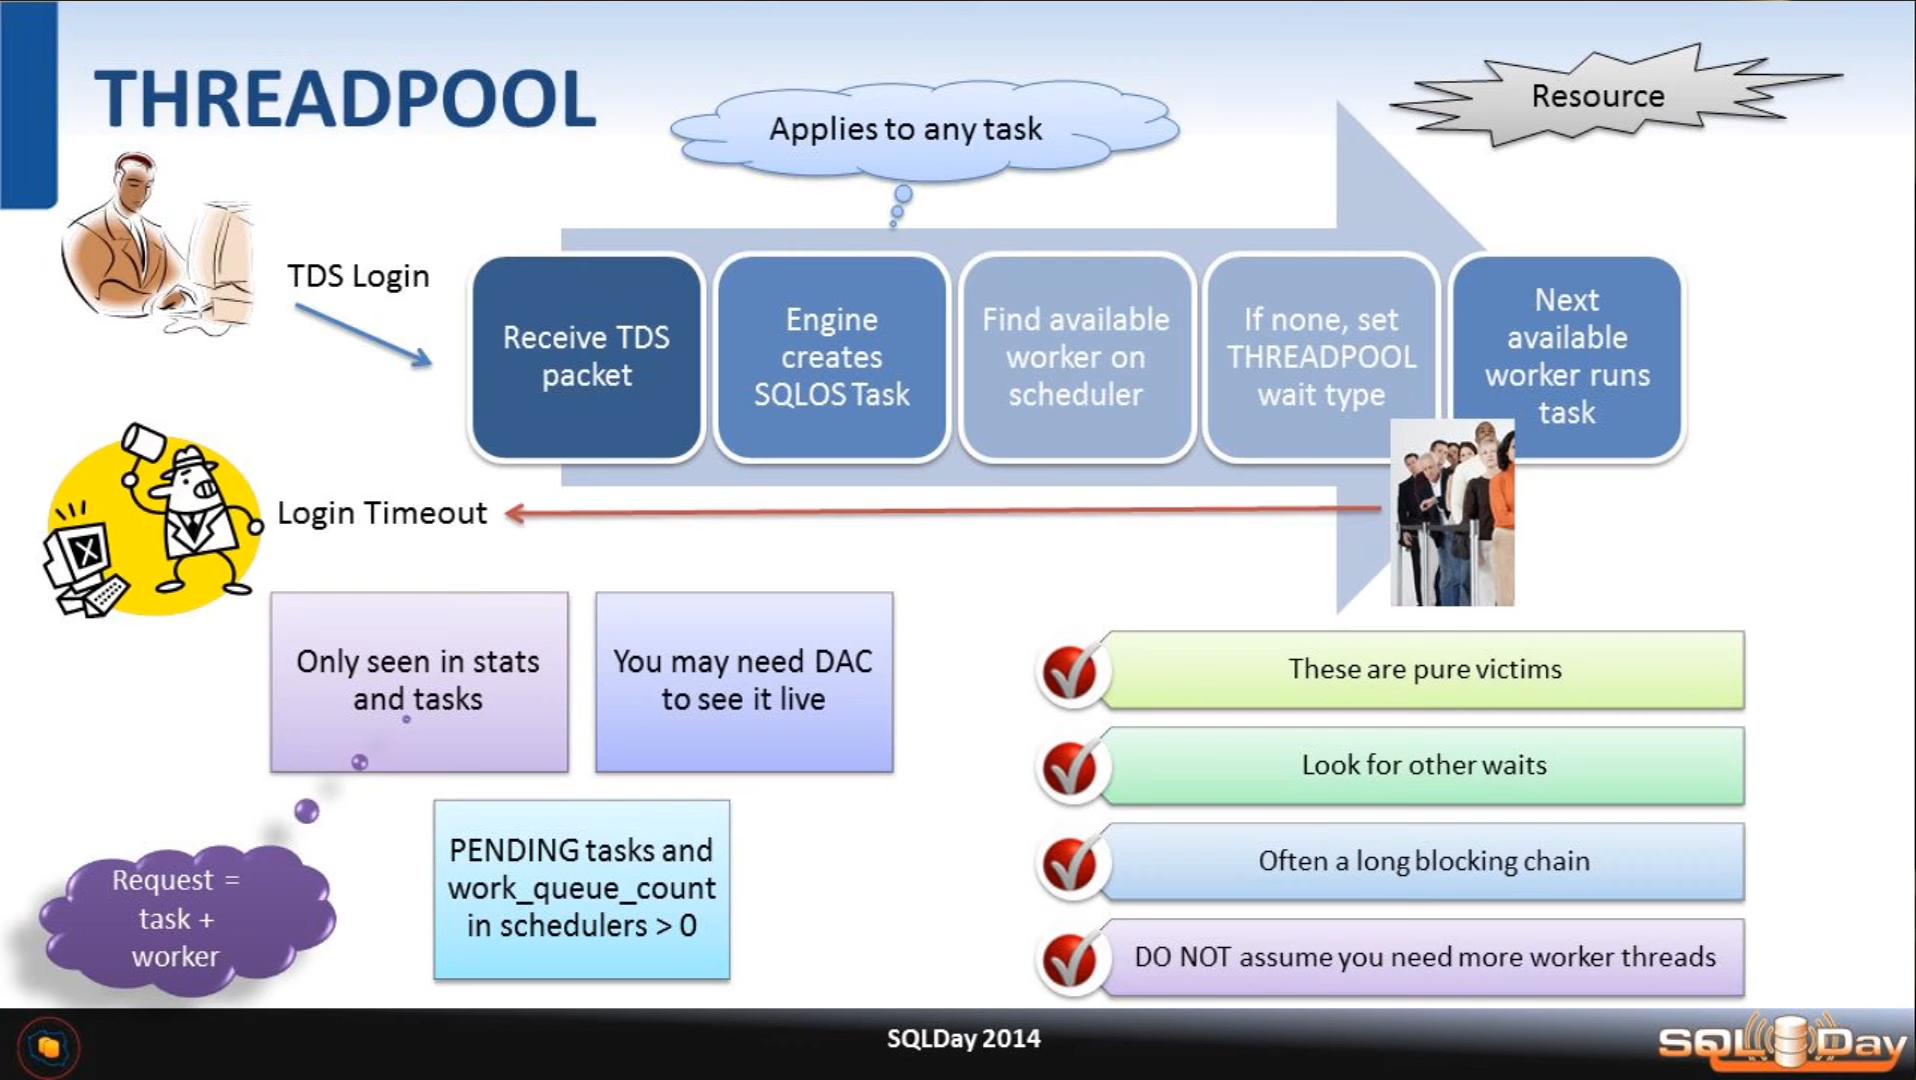 THREADPOOL
Applies to any task
Resource
TDS Login
Receive TDS
packet
Engine
creates
SQLOS Task
Find available
worker on
scheduler
If none, set
THREADPOOL
wait type
Next
available
worker runs
task
Login Timeout
X
Only seen in stats
and tasks
You may need DAC
to see it live
PENDING tasks and
work_queue_count
in schedulers > 0
Request =
task +
worker
These are pure victims
Look for other waits
Often a long blocking chain
DO NOT assume you need more worker threads
SQLDay 2014
SQL Day